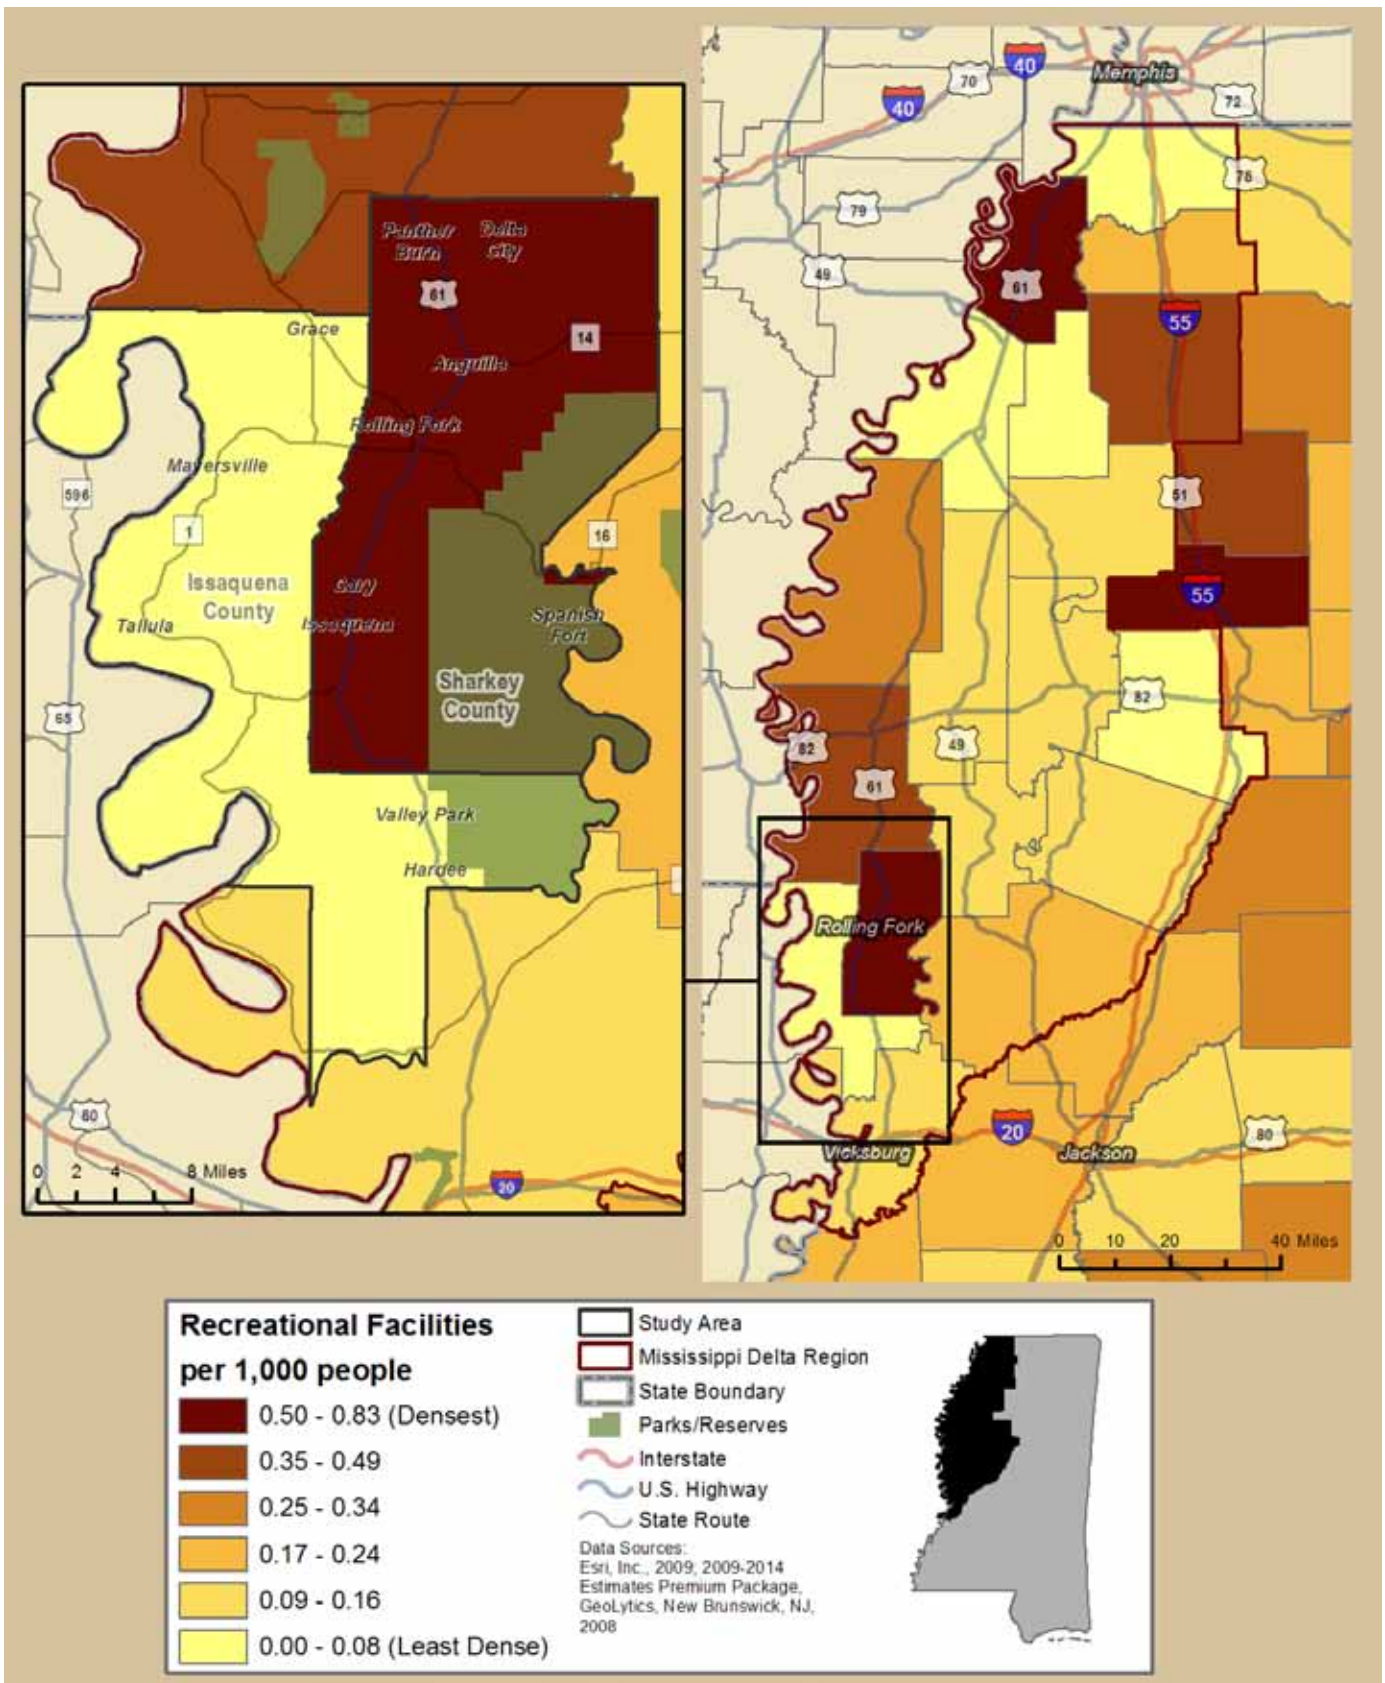 Panther
Burn
Delta
City
61
14
Grace
Anguilla
Rolling Fork
Mayersville
596
1
16
Issaquena
County
Cary
Issaquena
Tallula
Spanish
Fort
Sharkey
County
65
Valley Park
Hardee
80
0 2 4 8 Miles
20
40
70
Memphis
40
72
78
79
49
61
55
51
55
82
82
49
61
Rolling Fork
20
80
Vicksburg
Jackson
0 10 20 40 Miles
Recreational Facilities
per 1,000 people
0.50 - 0.83 (Densest)
0.35 - 0.49
0.25 - 0.34
0.17 - 0.24
0.09 - 0.16
0.00 - 0.08 (Least Dense)
Study Area
Mississippi Delta Region
State Boundary
Parks/Reserves
Interstate
U.S. Highway
State Route
Data Sources:
Esri, Inc., 2009; 2009-2014
Estimates Premium Package,
GeoLytics, New Brunswick, NJ,
2008